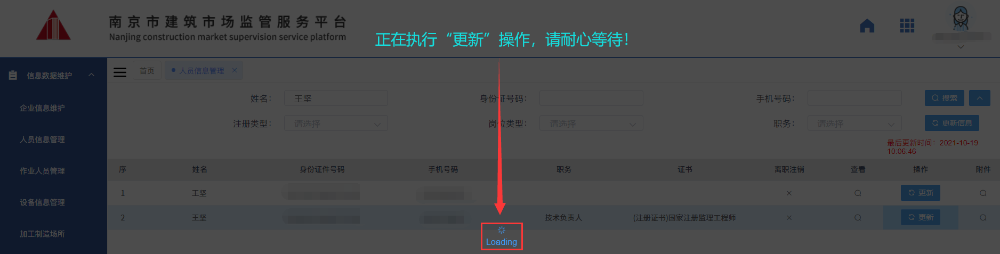 南京市建筑市场监管服务平台
Nanjing construction market supervision service platform
正在执行“更新”操作，请耐心等待！
信息数据维护
首页
人员信息管理 ×
企业信息维护
人员信息管理
作业人员管理
设备信息管理
加工制造场所
姓名： 王坚 身份证号码： 手机号码： 搜索
注册类型： 请选择 岗位类型： 请选择 职务： 请选择 更新信息
最后更新时间：2021-10-19
10:06:46
序 姓名 身份证件号码 手机号码 职务 证书 离职注销 查看 操作 附件
1 王坚 × 更新
2 王坚 技术负责人 (注册证书)国家注册监理工程师 × 更新
Loading